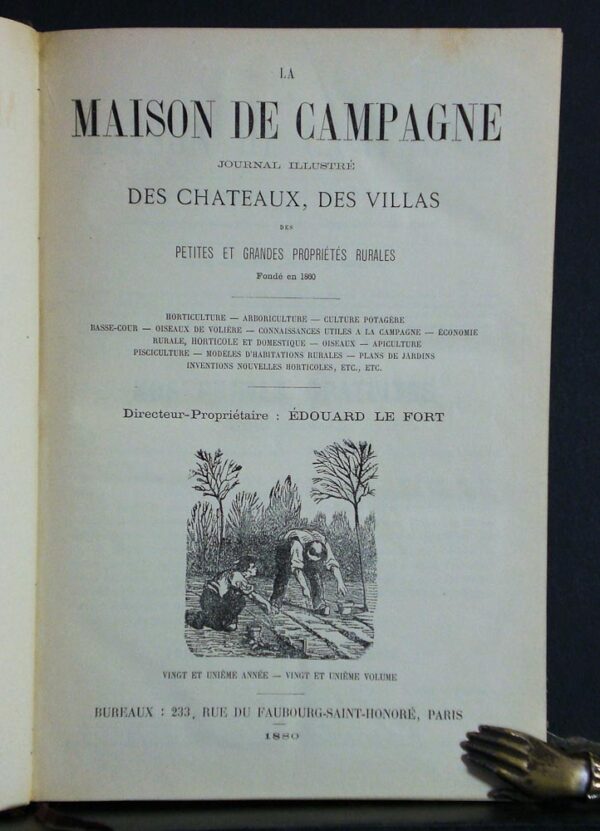 LA
MAISON DE CAMPAGNE
JOURNAL ILLUSTRÉ
DES CHATEAUX, DES VILLAS
DES
PETITES ET GRANDES PROPRIÉTÉS RURALES
Fondé en 1860
HORTICULTURE — ARBORICULTURE — CULTURE POTAGÈRE
BASSE-COUR — OISEAUX DE VOLIÈRE — CONNAISSANCES UTILES A LA CAMPAGNE — ÉCONOMIE
RURALE, HORTICOLE ET DOMESTIQUE — OISEAUX — APICULTURE
PISCICULTURE — MODÈLES D'HABITATIONS RURALES — PLANS DE JARDINS
INVENTIONS NOUVELLES HORTICOLES, ETC., ETC.
Directeur-Propriétaire : ÉDOUARD LE FORT
VINGT ET UNIÈME ANNÉE — VINGT ET UNIÈME VOLUME
BUREAUX : 233, RUE DU FAUBOURG-SAINT-HONORÉ, PARIS
1880